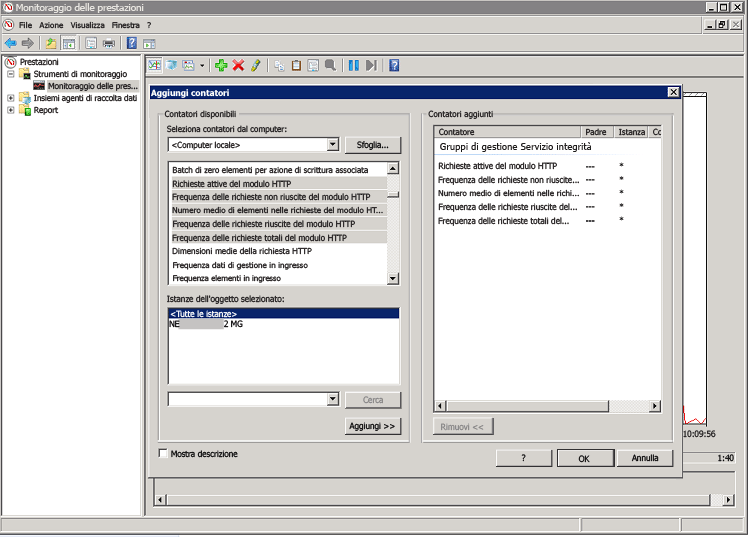 Monitoraggio delle prestazioni
File Azione Visualizza Finestra ?
Prestazioni
Strumenti di monitoraggio
Monitoraggio delle pres...
Insiemi agenti di raccolta dati
Report
Aggiungi contatori
Contatori disponibili
Seleziona contatori dal computer:
<Computer locale>
Sfoglia...
Batch di zero elementi per azione di scrittura associata
Richieste attive del modulo HTTP
Frequenza delle richieste non riuscite del modulo HTTP
Numero medio di elementi nelle richieste del modulo HT...
Frequenza delle richieste riuscite del modulo HTTP
Frequenza delle richieste totali del modulo HTTP
Dimensioni medie della richiesta HTTP
Frequenza dati di gestione in ingresso
Frequenza elementi in ingresso
Istanze dell'oggetto selezionato:
<Tutte le istanze>
NE 2 MG
Cerca
Aggiungi >>
Mostra descrizione
Contatori aggiunti
Contatore Padre Istanza Cc
Gruppi di gestione Servizio integrità
Richieste attive del modulo HTTP --- *
Frequenza delle richieste non riuscite... --- *
Numero medio di elementi nelle richi... --- *
Frequenza delle richieste riuscite del... --- *
Frequenza delle richieste totali del... --- *
Rimuovi <<
? OK Annulla
10:09:56
1:40